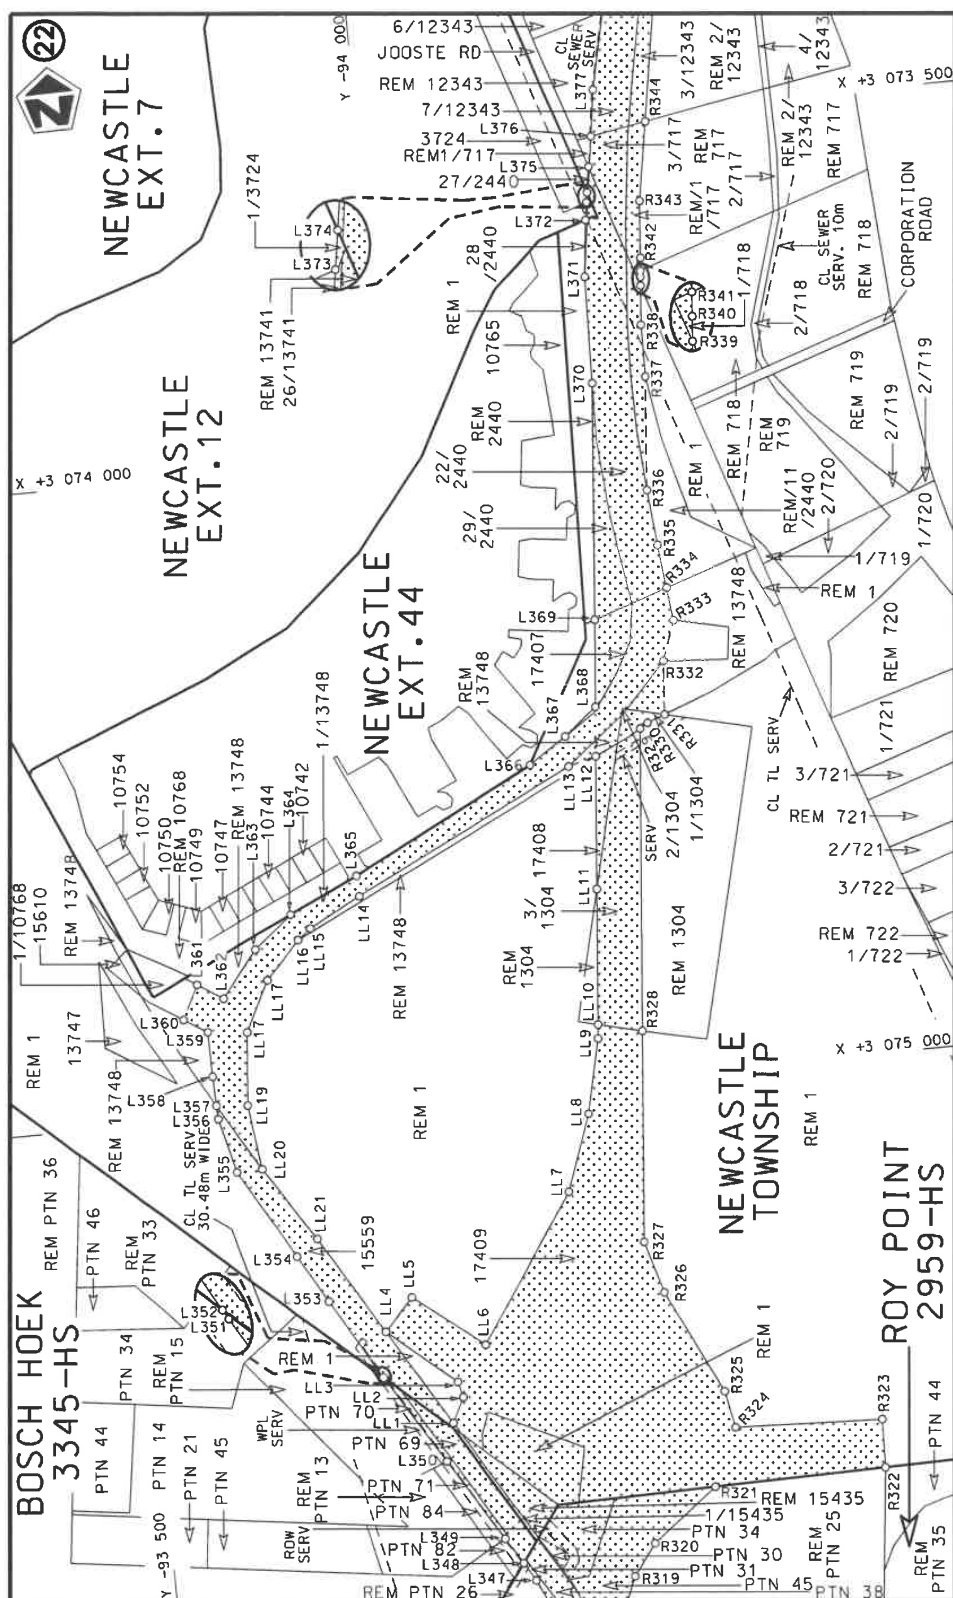 22
Z
NEWCASTLE
EXT.7
Y -94 000
6/12343
JOOSTE RD
REM 12343
7/12343
3724
REM1/717
27/2440
CL
SEWER
SERV
L377
L376
L375
L372
3/12343
REM 2/
12343
4/
12343
X +3 073 500
R344
3/717
REM
717
2/717
REM/1
/717
REM 2/
12343
REM 717
R343
R342
1/3724
L374
L373
REM 13741
26/13741
28
/2440
L371
REM 1
10765
R341
R340
R339
R338
R337
1/718
2/718
CL SEWER
SERV. 10m
REM 718
CORPORATION
ROAD
NEWCASTLE
EXT.12
X +3 074 000
L370
REM
2440
22/
2440
29/
2440
R336
R335
R334
R333
REM 1
REM 718
REM
719
REM 719
2/719
2/719
REM/11
/2440
2/720
1/719
1/720
REM 1
REM 720
NEWCASTLE
EXT.44
L369
17407
REM
13748
L368
L367
L366
REM 13748
R332
R331
R330
R329
1/1304
2/1304
SERV
CL TL SERV
1/721
3/721
REM 721
2/721
3/722
REM 722
1/722
10754
10752
10750
REM 10768
10749
10747
REM 13748
L363
10744
L364
10742
1/13748
L365
LL13
LL12
17408
LL11
3/
1304
REM
1304
REM 1304
LL14
REM 13748
LL15
LL16
LL17
1/10768
15610
REM 13748
L361
L362
L360
L359
LL17
LL10
LL9
R328
X +3 075 000
REM 1
13747
REM 13748
L358
L357
L356
L355
LL19
LL20
LL8
LL7
REM 1
NEWCASTLE
TOWNSHIP
REM 1
CL TL SERV
30.48m WIDE
LL21
L354
15559
L353
17409
R327
R326
BOSCH HOEK
3345-HS
REM PTN 36
PTN 46
REM
PTN 33
PTN 34
REM
PTN 15
L352
L351
REM 1
LL5
LL4
LL6
LL3
LL2
LL1
REM 1
R325
R324
R323
ROY POINT
2959-HS
PTN 44
PTN 14
PTN 21
PTN 45
WPL
SERV
PTN 70
PTN 69
L350
REM
PTN 13
PTN 71
PTN 84
ROW
SERV
L349
PTN 82
L348
L347
REM PTN 26
Y -93 500
R321
R322
REM 15435
1/15435
PTN 34
R320
PTN 30
PTN 31
R319
PTN 45
PTN 38
REM
PTN 25
PTN 44
REM
PTN 35